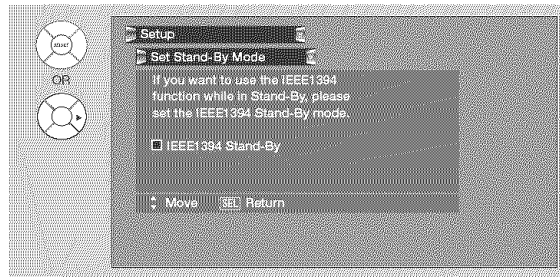 SELECT
OR
Setup
Set Stand-By Mode
If you want to use the IEEE1394
function while in Stand-By, please
set the IEEE1394 Stand-By mode.
IEEE1394 Stand-By
Move SEL Return